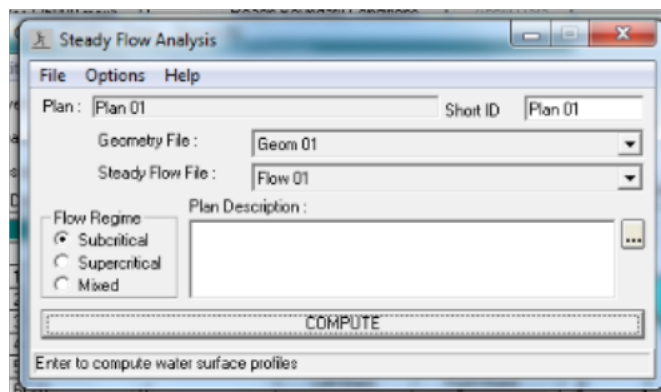 Steady Flow Analysis
File Options Help
Plan : Plan 01 Short ID Plan 01
Geometry File : Geom 01
Steady Flow File : Flow 01
Flow Regime
Subcritical
Supercritical
Mixed
Plan Description :
...
COMPUTE
Enter to compute water surface profiles